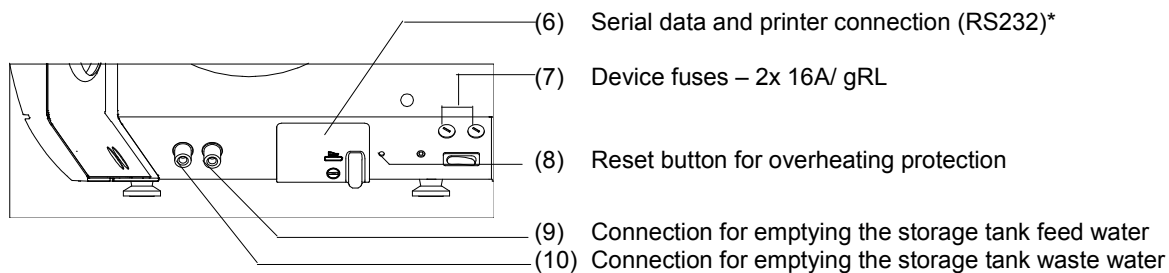 (6) Serial data and printer connection (RS232)*
(7) Device fuses – 2x 16A/ gRL
(8) Reset button for overheating protection
(9) Connection for emptying the storage tank feed water
(10) Connection for emptying the storage tank waste water